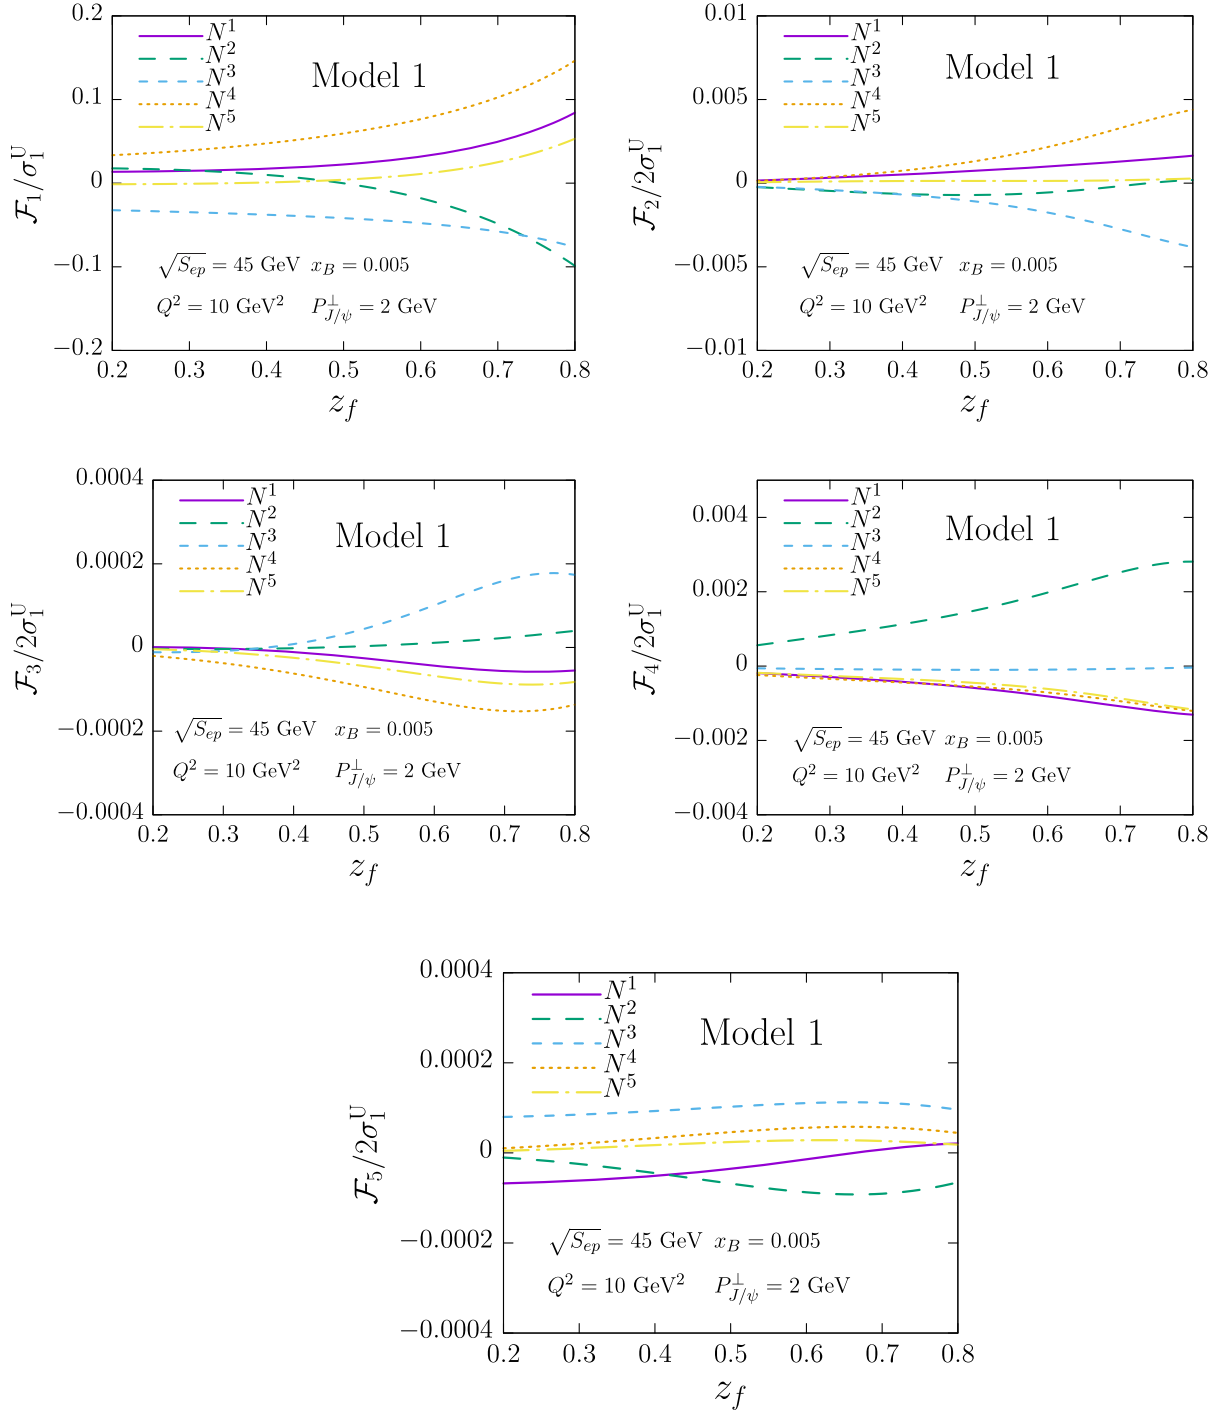 0.2
0.1
0
−0.1
−0.2
0.2 0.3 0.4 0.5 0.6 0.7 0.8
N^1
N^2
N^3
N^4
N^5
Model 1
√S_ep = 45 GeV x_B = 0.005
Q^2 = 10 GeV^2 P^⊥_{J/ψ} = 2 GeV
ℱ_1/σ_1^U
z_f
0.01
0.005
0
−0.005
−0.01
0.2 0.3 0.4 0.5 0.6 0.7 0.8
N^1
N^2
N^3
N^4
N^5
Model 1
√S_ep = 45 GeV x_B = 0.005
Q^2 = 10 GeV^2 P^⊥_{J/ψ} = 2 GeV
ℱ_2/2σ_1^U
z_f
0.0004
0.0002
0
−0.0002
−0.0004
0.2 0.3 0.4 0.5 0.6 0.7 0.8
N^1
N^2
N^3
N^4
N^5
Model 1
√S_ep = 45 GeV x_B = 0.005
Q^2 = 10 GeV^2 P^⊥_{J/ψ} = 2 GeV
ℱ_3/2σ_1^U
z_f
0.004
0.002
0
−0.002
−0.004
0.2 0.3 0.4 0.5 0.6 0.7 0.8
N^1
N^2
N^3
N^4
N^5
Model 1
√S_ep = 45 GeV x_B = 0.005
Q^2 = 10 GeV^2 P^⊥_{J/ψ} = 2 GeV
ℱ_4/2σ_1^U
z_f
0.0004
0.0002
0
−0.0002
−0.0004
0.2 0.3 0.4 0.5 0.6 0.7 0.8
N^1
N^2
N^3
N^4
N^5
Model 1
√S_ep = 45 GeV x_B = 0.005
Q^2 = 10 GeV^2 P^⊥_{J/ψ} = 2 GeV
ℱ_5/2σ_1^U
z_f